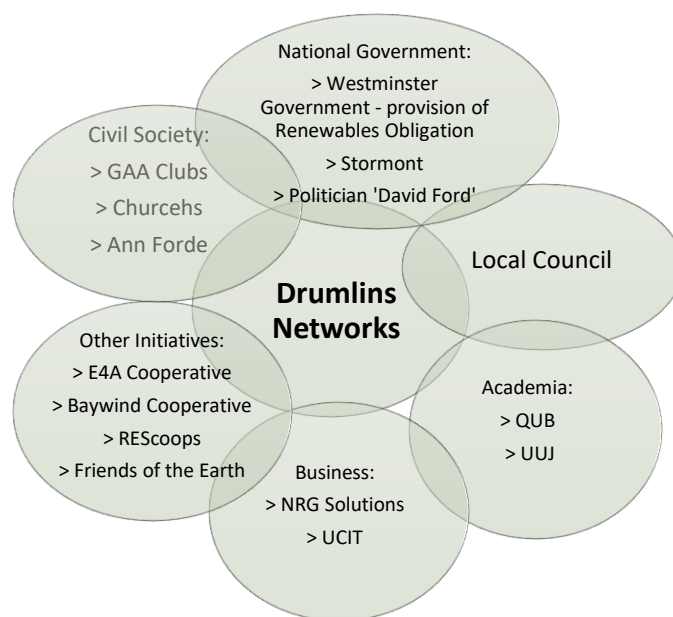 National Government:
> Westminster
Government - provision of
Renewables Obligation
> Stormont
> Politician 'David Ford'
Civil Society:
> GAA Clubs
> Churcehs
> Ann Forde
Local Council
Drumlins
Networks
Other Initiatives:
> E4A Cooperative
> Baywind Cooperative
> REScoops
> Friends of the Earth
Academia:
> QUB
> UUJ
Business:
> NRG Solutions
> UCIT